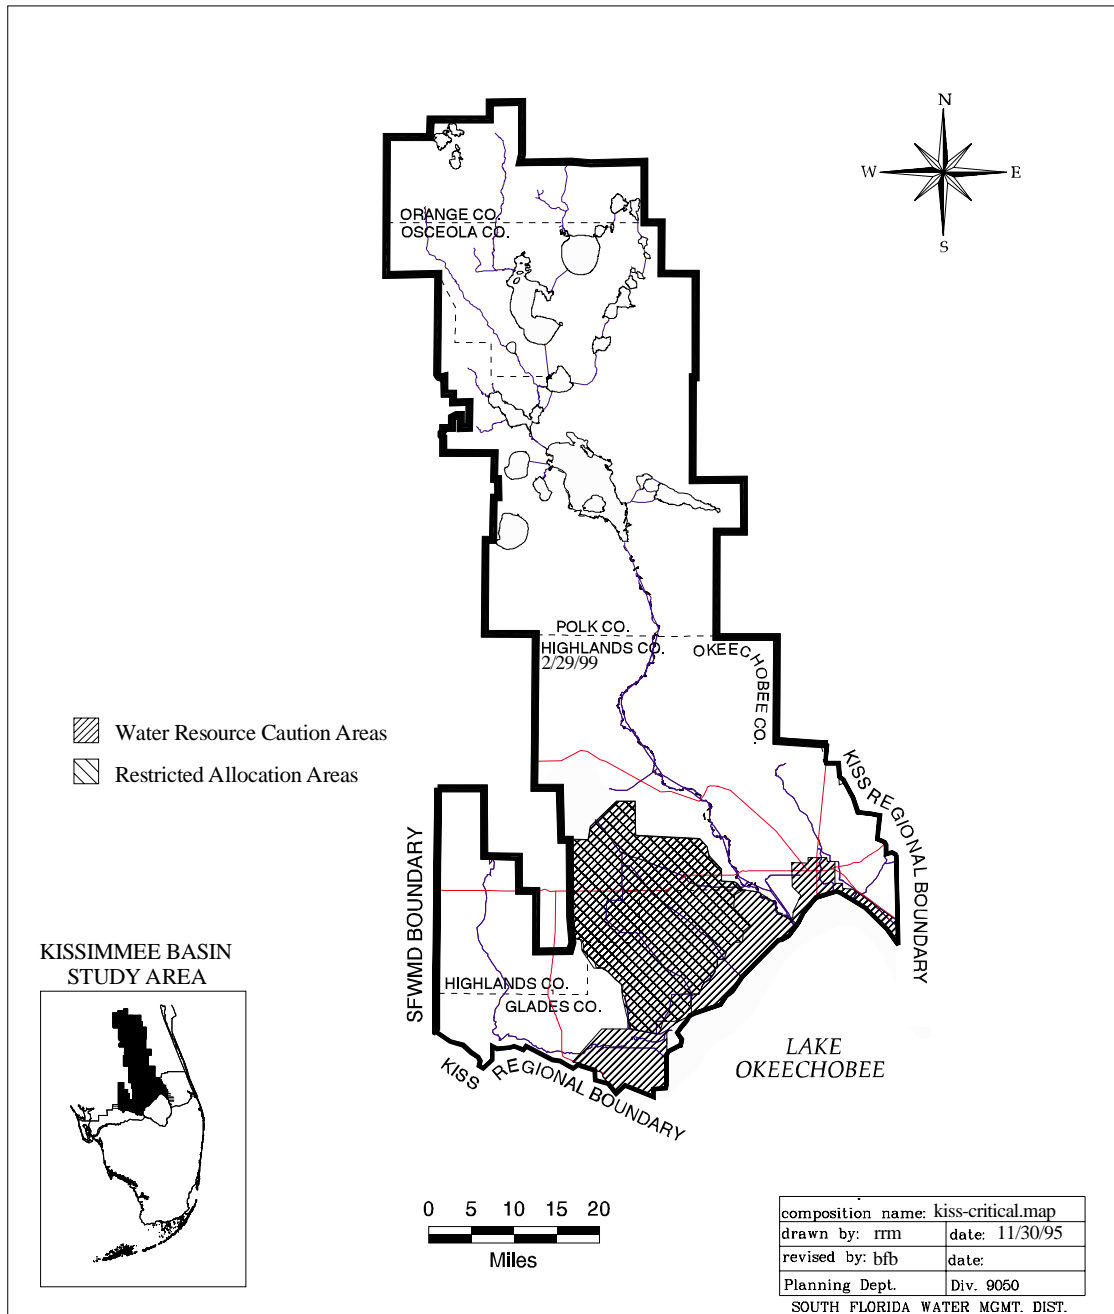 N
W E
S
ORANGE CO.
OSCEOLA CO.
POLK CO.
HIGHLANDS CO.
2/29/99
OKEECHOBEE CO.
Water Resource Caution Areas
Restricted Allocation Areas
KISS REGIONAL BOUNDARY
SFWMD BOUNDARY
HIGHLANDS CO.
GLADES CO.
KISS REGIONAL BOUNDARY
LAKE
OKEECHOBEE
KISSIMMEE BASIN
STUDY AREA
0 5 10 15 20
Miles
composition name: kiss-critical.map
drawn by: rrm date: 11/30/95
revised by: bfb date:
Planning Dept. Div. 9050
SOUTH FLORIDA WATER MGMT. DIST.